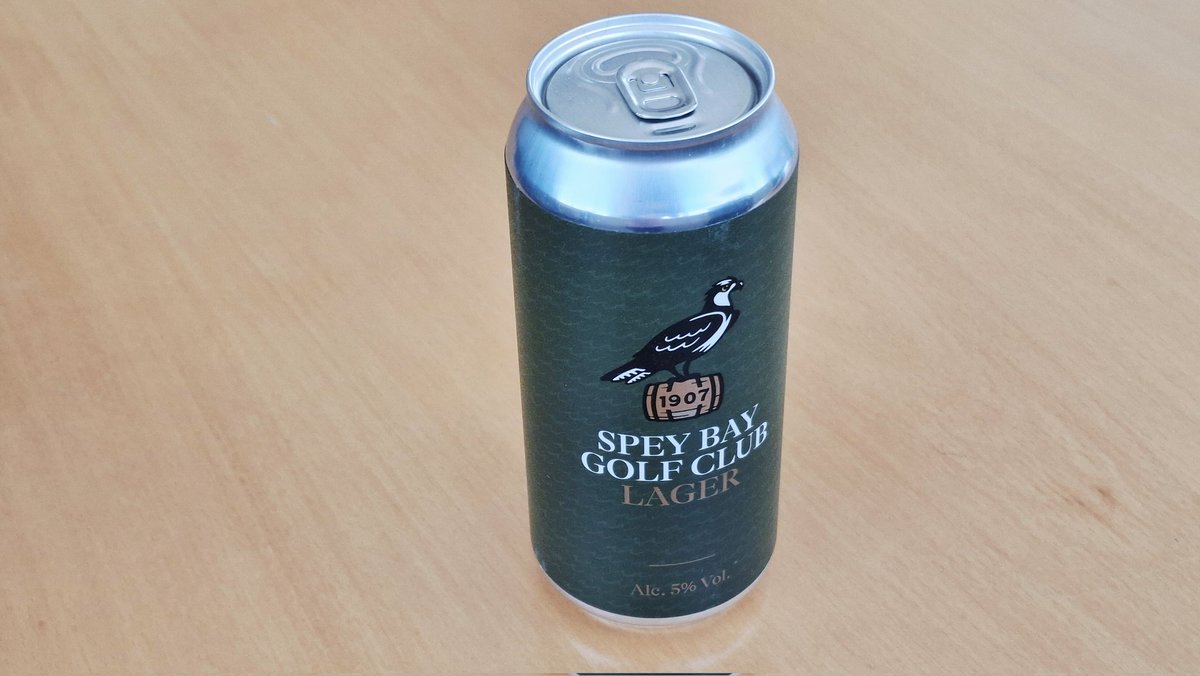 1907
SPEY BAY
GOLF CLUB
LAGER
Alc. 5% Vol.